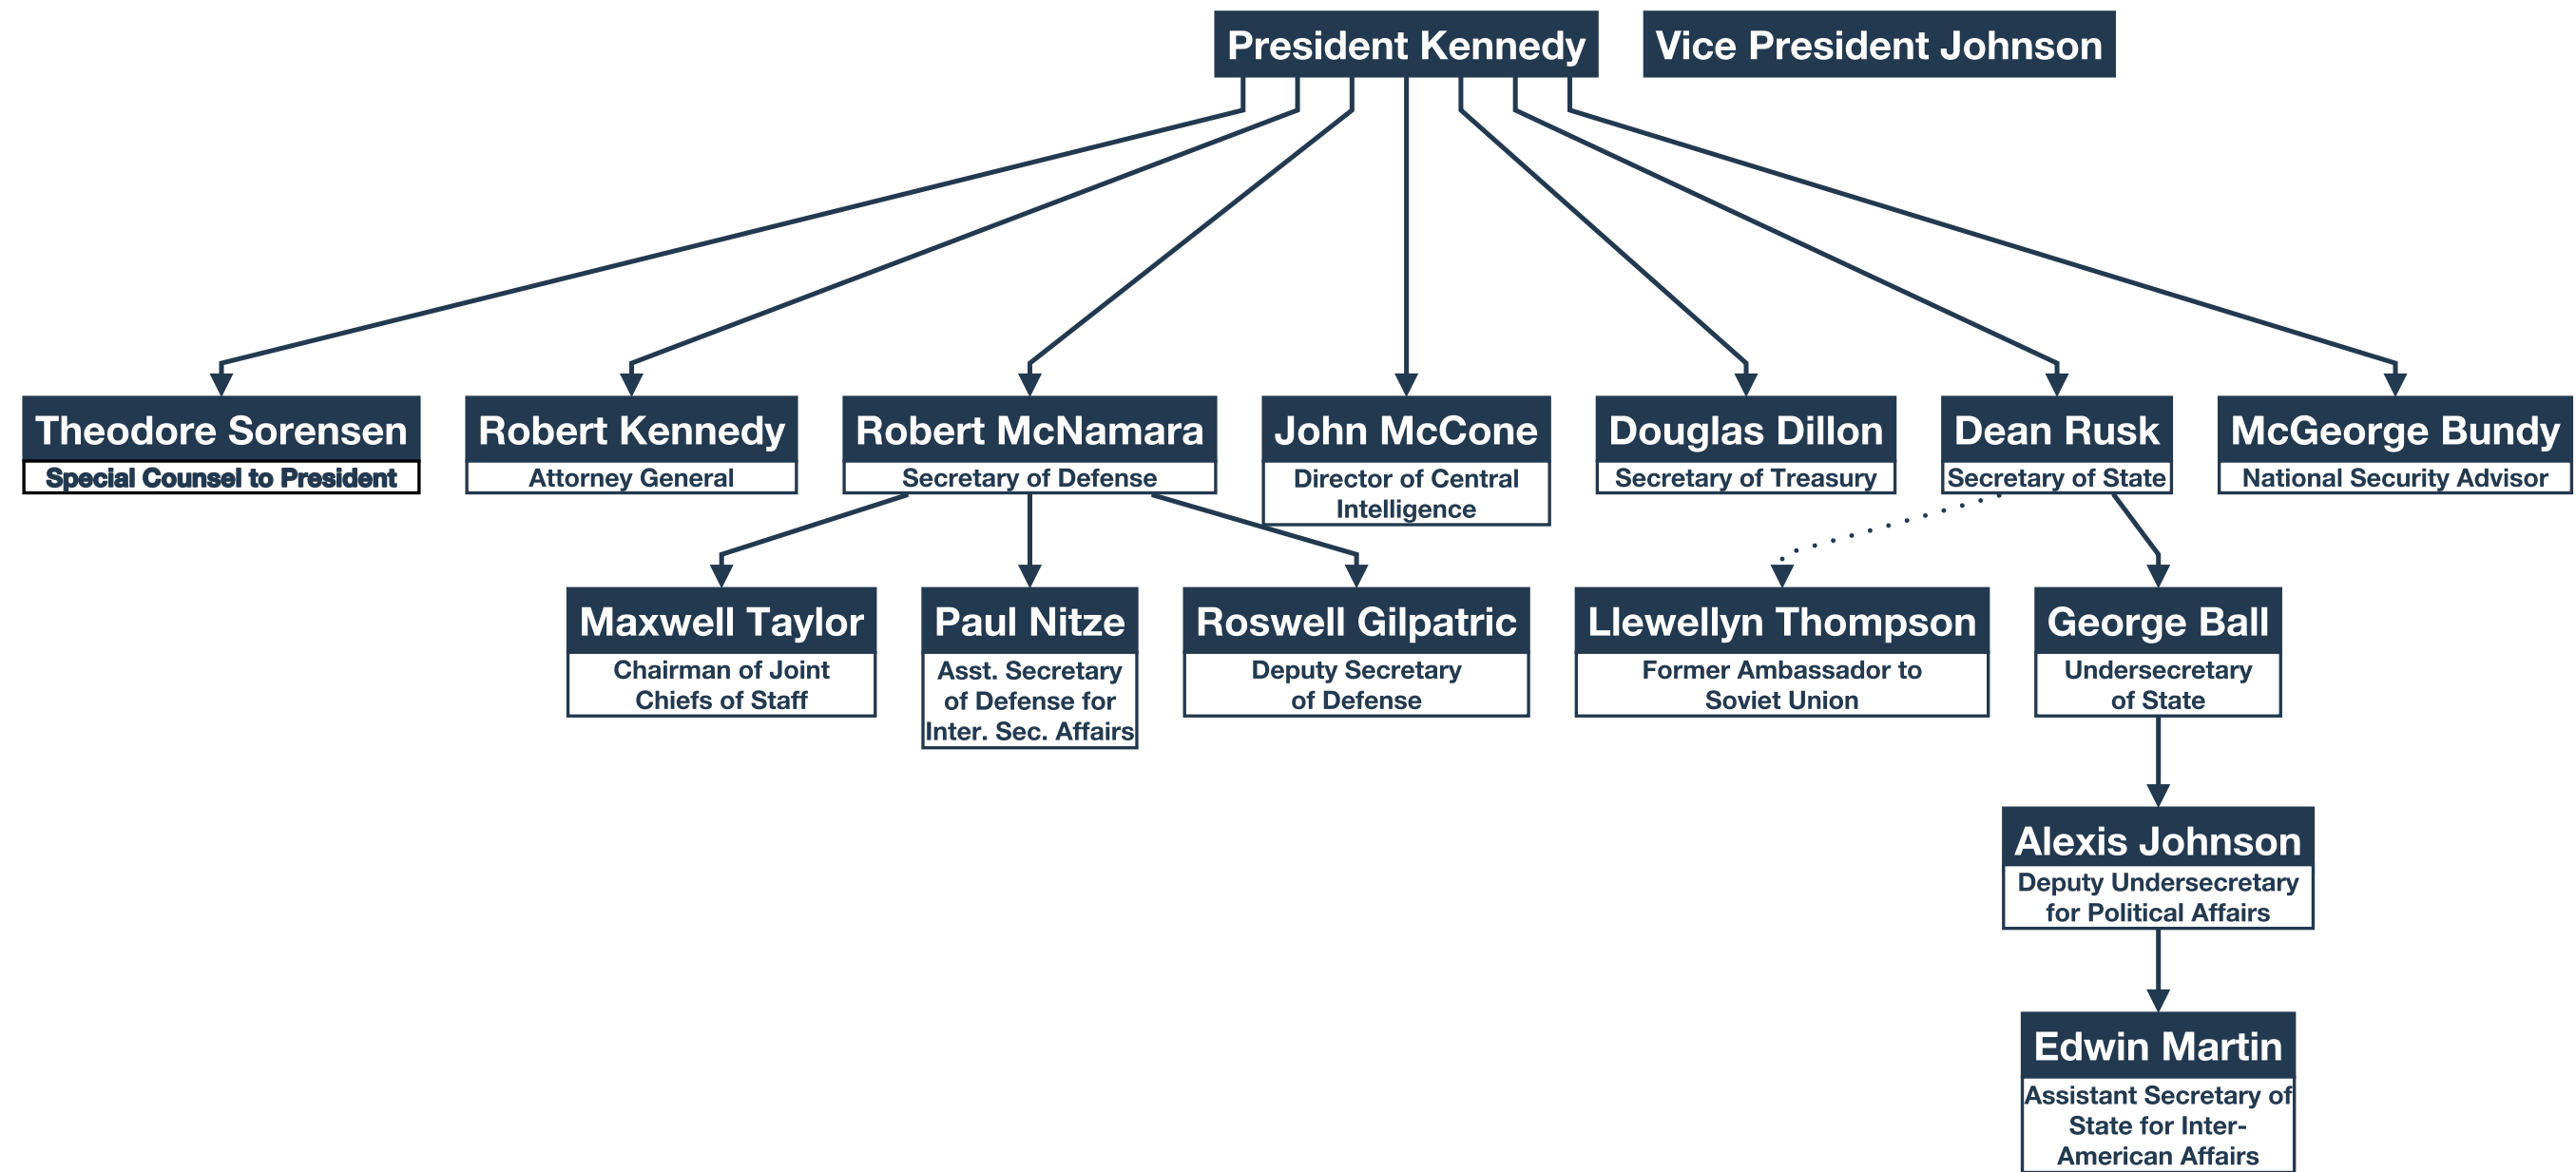 President Kennedy
Vice President Johnson
Theodore Sorensen
Special Counsel to President
Robert Kennedy
Attorney General
Robert McNamara
Secretary of Defense
John McCone
Director of Central
Intelligence
Douglas Dillon
Secretary of Treasury
Dean Rusk
Secretary of State
McGeorge Bundy
National Security Advisor
Maxwell Taylor
Chairman of Joint
Chiefs of Staff
Paul Nitze
Asst. Secretary
of Defense for
Inter. Sec. Affairs
Roswell Gilpatric
Deputy Secretary
of Defense
Llewellyn Thompson
Former Ambassador to
Soviet Union
George Ball
Undersecretary
of State
Alexis Johnson
Deputy Undersecretary
for Political Affairs
Edwin Martin
Assistant Secretary of
State for Inter-
American Affairs